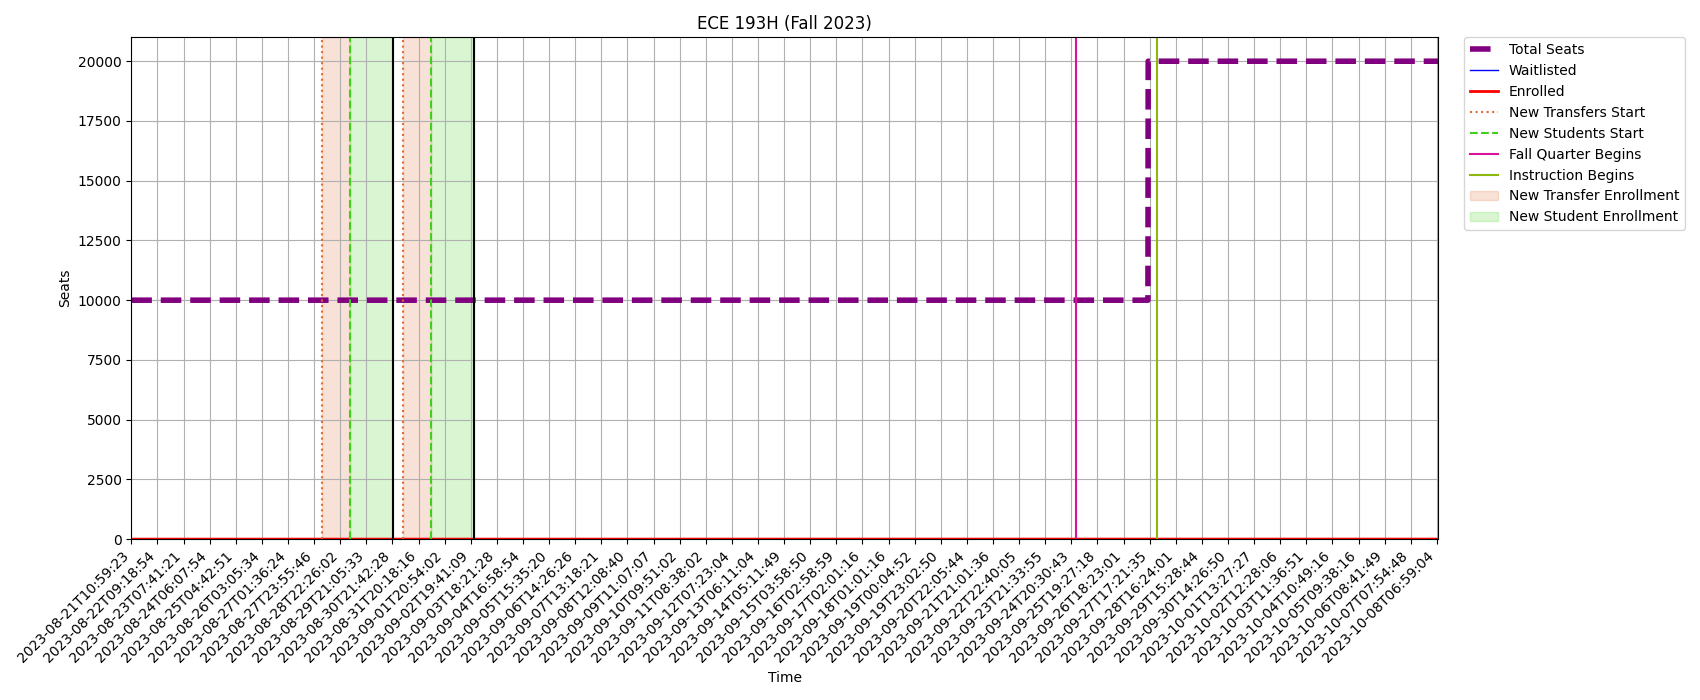 ECE 193H (Fall 2023)
Total Seats
Waitlisted
Enrolled
New Transfers Start
New Students Start
Fall Quarter Begins
Instruction Begins
New Transfer Enrollment
New Student Enrollment
Seats
20000
17500
15000
12500
10000
7500
5000
2500
0
2023-08-21T10:59:23
2023-08-22T09:18:54
2023-08-23T07:41:21
2023-08-24T06:07:54
2023-08-25T04:42:51
2023-08-26T03:05:34
2023-08-27T01:36:24
2023-08-27T23:55:46
2023-08-28T22:26:02
2023-08-29T21:05:33
2023-08-30T21:42:28
2023-08-31T20:18:16
2023-09-01T20:54:02
2023-09-02T19:41:09
2023-09-03T18:21:28
2023-09-04T16:58:54
2023-09-05T15:35:20
2023-09-06T14:26:26
2023-09-07T13:18:21
2023-09-08T12:08:40
2023-09-09T11:07:07
2023-09-10T09:51:02
2023-09-11T08:38:02
2023-09-12T07:23:04
2023-09-13T06:11:04
2023-09-14T05:11:49
2023-09-15T03:58:50
2023-09-16T02:58:59
2023-09-17T02:01:16
2023-09-18T01:01:16
2023-09-19T00:04:52
2023-09-19T23:02:50
2023-09-20T22:05:44
2023-09-21T21:01:36
2023-09-22T22:40:05
2023-09-23T21:33:55
2023-09-24T20:30:43
2023-09-25T19:27:18
2023-09-26T18:23:01
2023-09-27T17:21:35
2023-09-28T16:24:01
2023-09-29T15:28:44
2023-09-30T14:26:50
2023-10-01T13:27:27
2023-10-02T12:28:06
2023-10-03T11:36:51
2023-10-04T10:49:16
2023-10-05T09:38:16
2023-10-06T08:41:49
2023-10-07T07:54:48
2023-10-08T06:59:04
Time